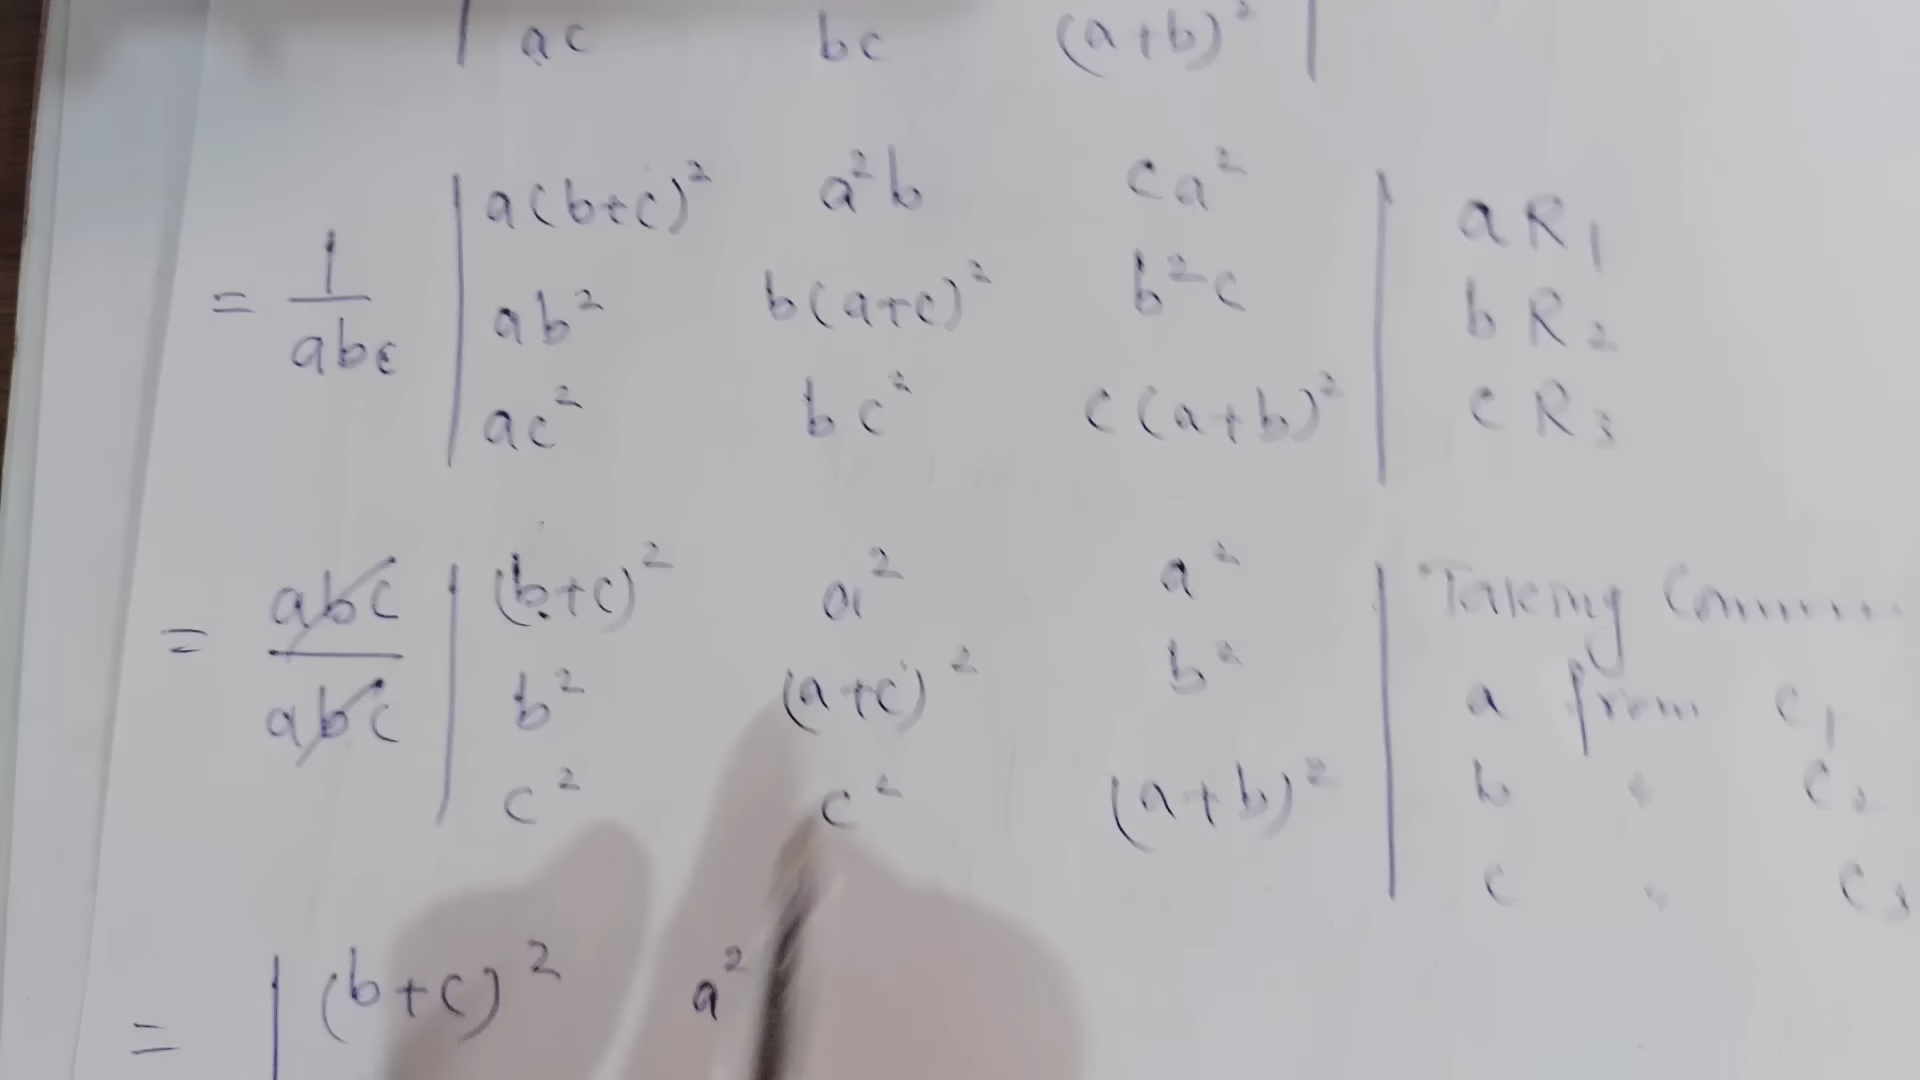 | ac bc (a+b)² |
a(b+c)² a²b ca² | aR₁
= 1/abc | ab² b(a+c)² b²c | bR₂
ac² bc² c(a+b)² | cR₃
(b+c)² a² a² | Taking
= abc/abc | b² (a+c)² b² | a from C₁
c² c² (a+b)² | b " C₂
c " C₃
= | (b+c)² a²